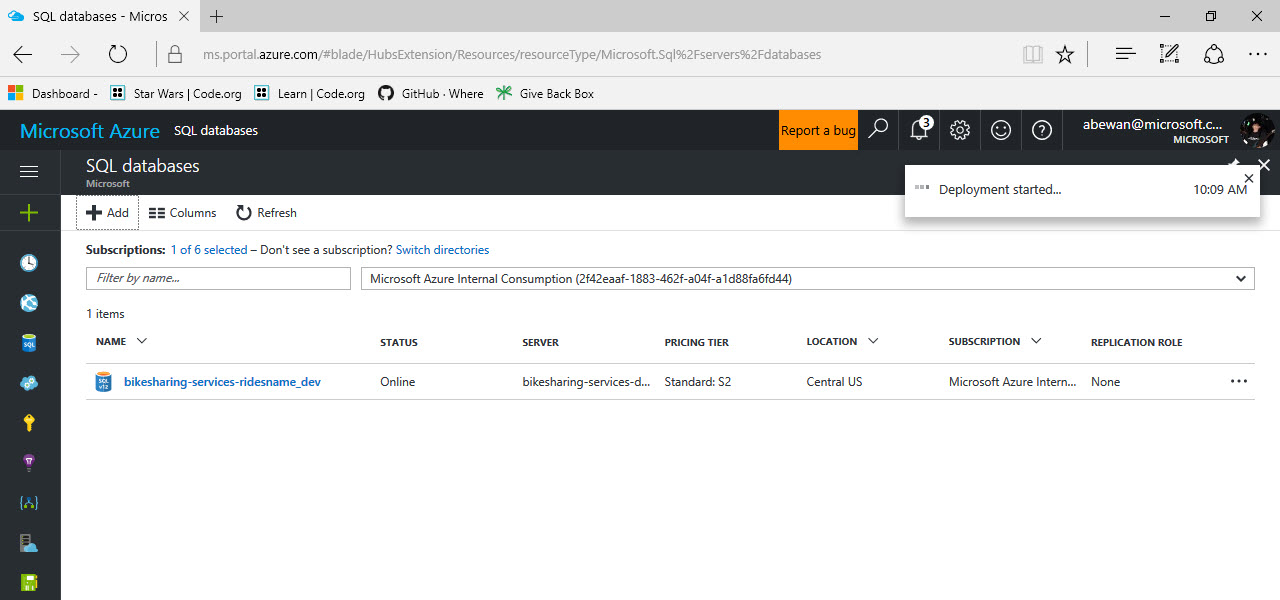 SQL databases - Micros
ms.portal.azure.com/#blade/HubsExtension/Resources/resourceType/Microsoft.Sql%2Fservers%2Fdatabases
Dashboard - Star Wars | Code.org Learn | Code.org GitHub · Where Give Back Box
Microsoft Azure SQL databases Report a bug 3 abewan@microsoft.c...
MICROSOFT
SQL databases
Microsoft
Deployment started... 10:09 AM
Add Columns Refresh
Subscriptions: 1 of 6 selected – Don't see a subscription? Switch directories
Filter by name... Microsoft Azure Internal Consumption (2f42eaaf-1883-462f-a04f-a1d88fa6fd44)
1 items
NAME STATUS SERVER PRICING TIER LOCATION SUBSCRIPTION REPLICATION ROLE
SQL v12 bikesharing-services-ridesname_dev Online bikesharing-services-d... Standard: S2 Central US Microsoft Azure Intern... None
SQL